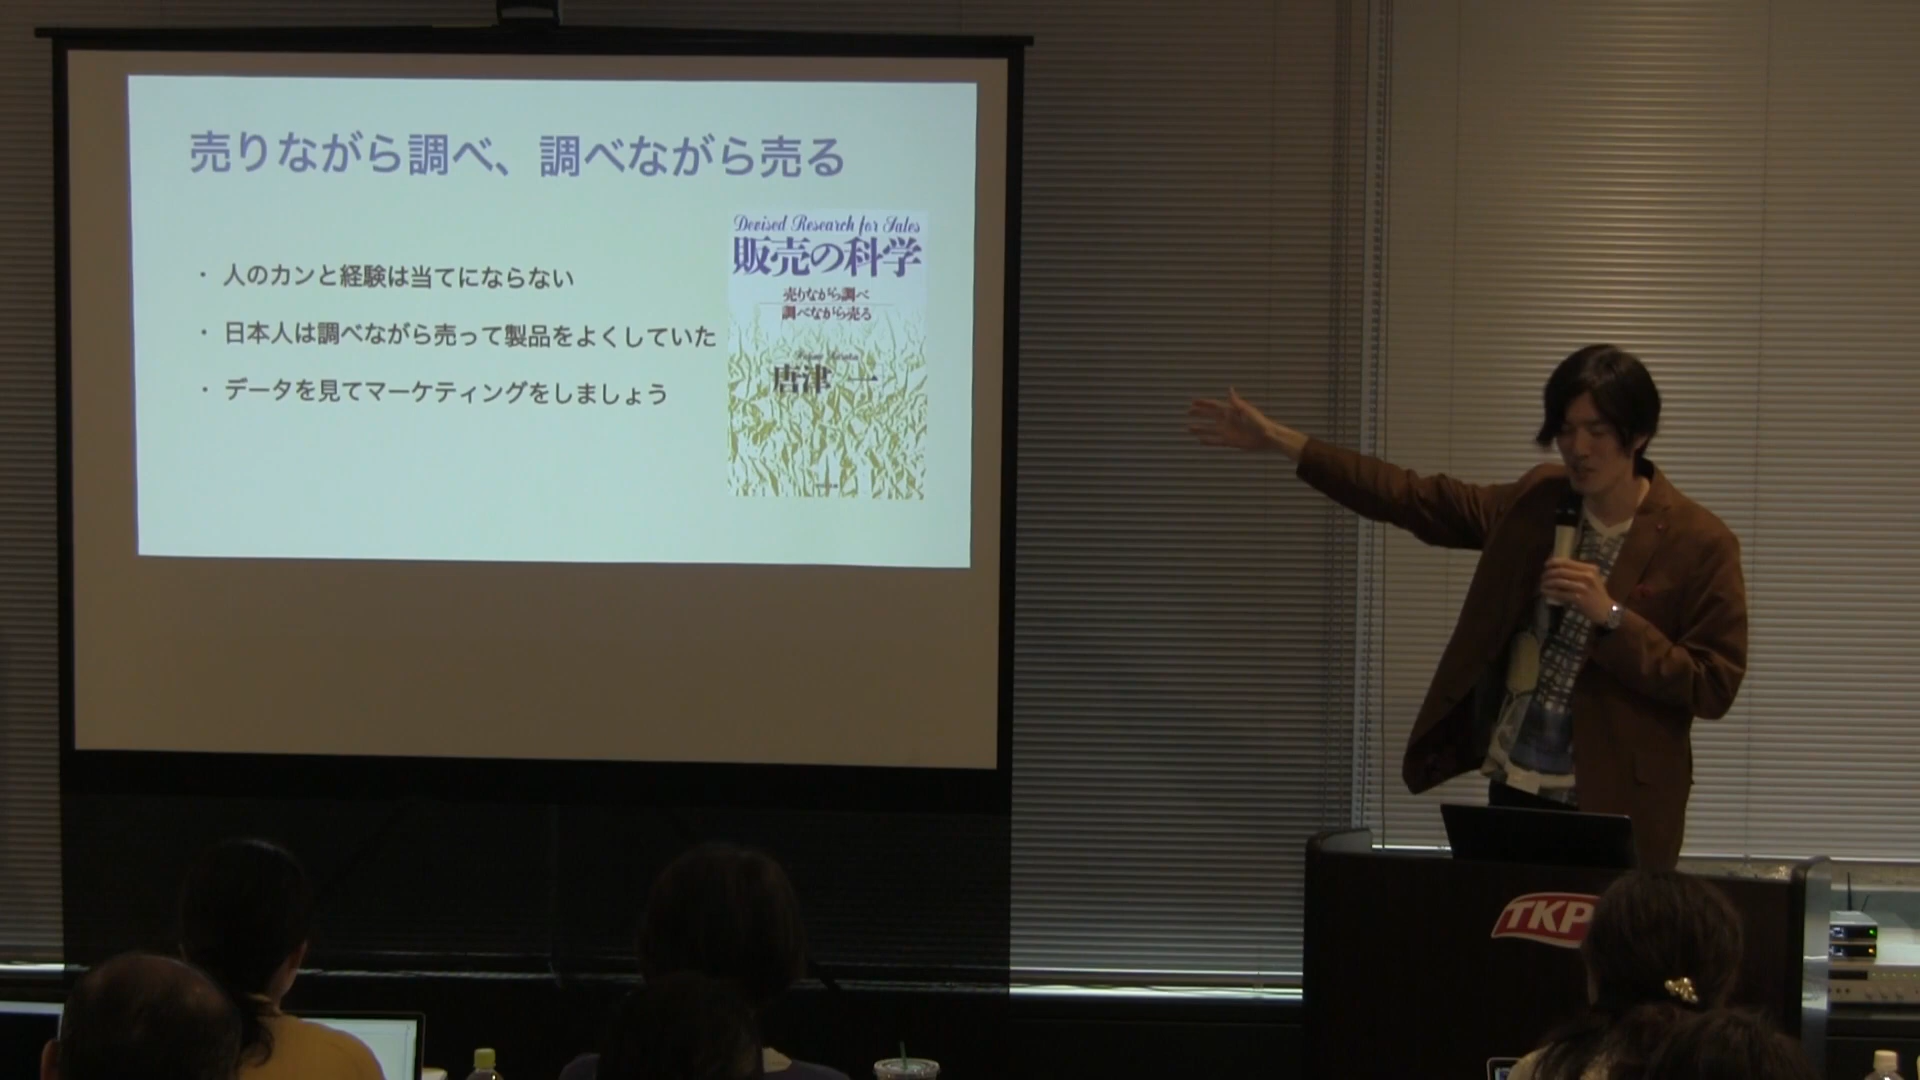 売りながら調べ、調べながら売る
・ 人のカンと経験は当てにならない
・ 日本人は調べながら売って製品をよくしていた
・ データを見てマーケティングをしましょう
Devised Research for Sales
販売の科学
売りながら調べ
調べながら売る
唐津 一
TKP